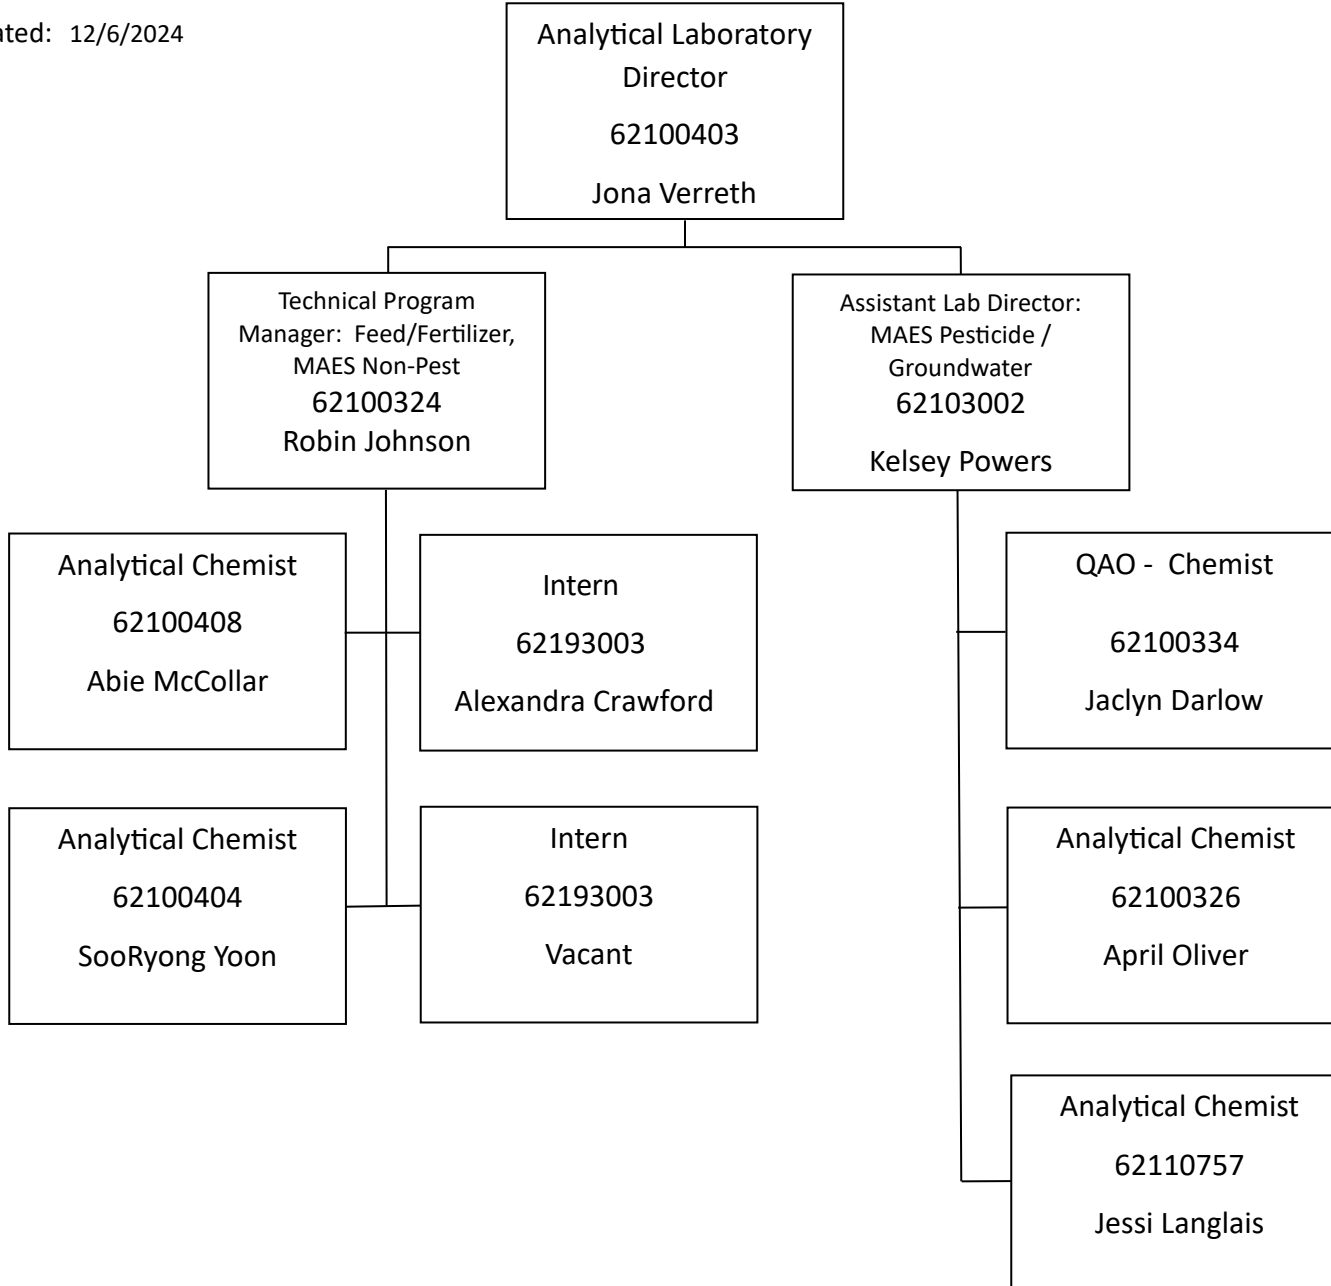 ated: 12/6/2024
Analytical Laboratory
Director
62100403
Jona Verreth
Technical Program
Manager: Feed/Fertilizer,
MAES Non-Pest
62100324
Robin Johnson
Assistant Lab Director:
MAES Pesticide /
Groundwater
62103002
Kelsey Powers
Analytical Chemist
62100408
Abie McCollar
Intern
62193003
Alexandra Crawford
QAO - Chemist
62100334
Jaclyn Darlow
Analytical Chemist
62100404
SooRyong Yoon
Intern
62193003
Vacant
Analytical Chemist
62100326
April Oliver
Analytical Chemist
62110757
Jessi Langlais